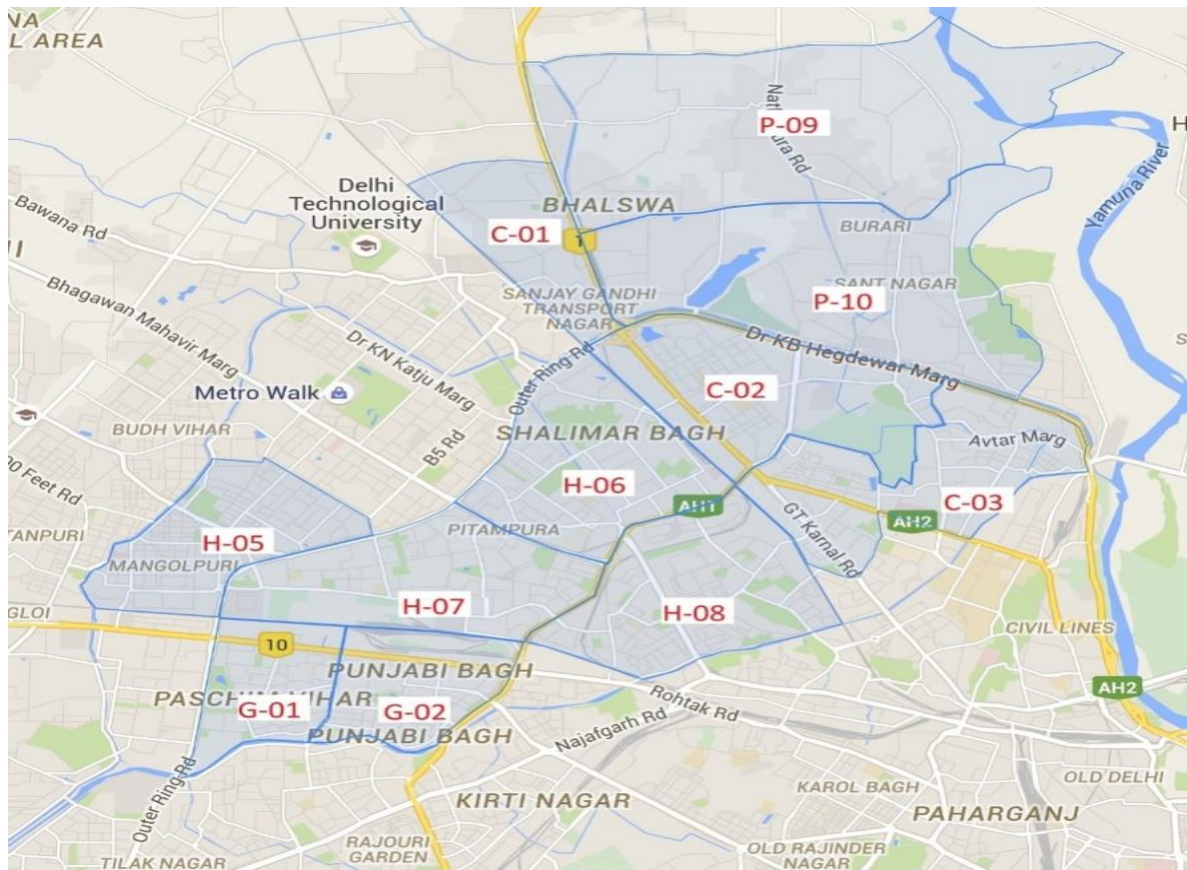 NA
L AREA
Natl
ura Rd
P-09
H
Yamuna River
Delhi
Technological
University
BHALSWA
C-01
1
BURARI
Bawana Rd
SANJAY GANDHI
TRANSPORT
NAGAR
SANT NAGAR
P-10
Bhagawan Mahavir Marg
Dr KN Katju Marg
Outer Ring Rd
Dr KB Hegdewar Marg
C-02
Metro Walk
BUDH VIHAR
B5 Rd
SHALIMAR BAGH
Avtar Marg
00 Feet Rd
H-06
AH1
C-03
GT Karnal Rd
AH2
TANPURI
H-05
PITAMPURA
MANGOLPURI
GLOI
H-07
H-08
CIVIL LINES
10
PUNJABI BAGH
PASCHIM VIHAR
AH2
G-01
G-02
Rohtak Rd
PUNJABI BAGH
Najafgarh Rd
Outer Ring Rd
OLD DELHI
KAROL BAGH
KIRTI NAGAR
PAHARGANJ
RAJOURI
GARDEN
OLD RAJINDER
NAGAR
TILAK NAGAR